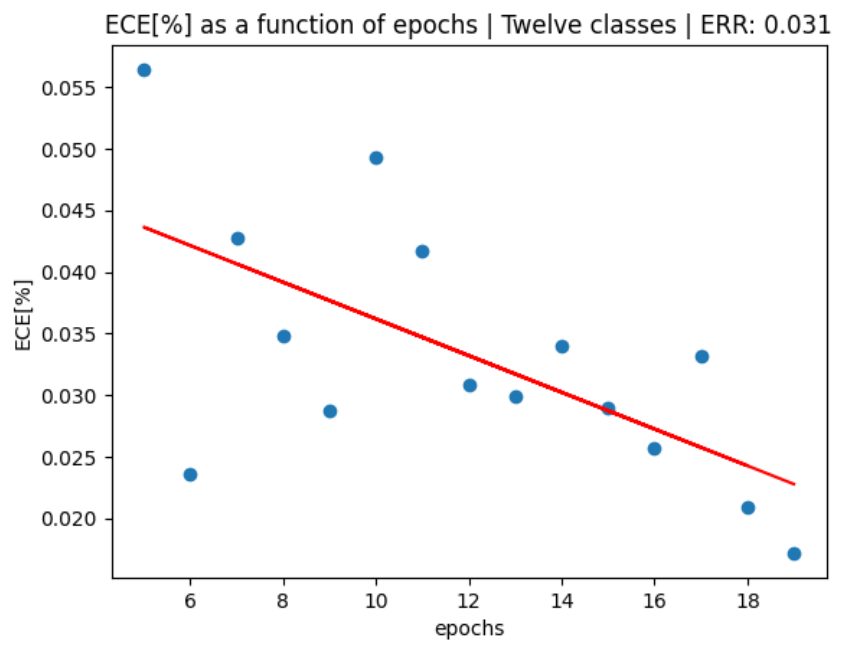 ECE[%] as a function of epochs | Twelve classes | ERR: 0.031
0.055
0.050
0.045
0.040
0.035
0.030
0.025
0.020
ECE[%]
6 8 10 12 14 16 18
epochs